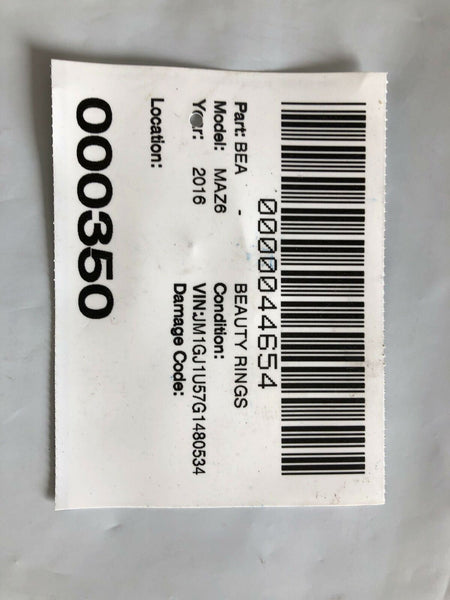 0000044654
Part: BEA - BEAUTY RINGS
Model: MAZ6 Condition:
Year: 2016 VIN:JM1GJ1U57G1480534
Damage Code:
Location:
000350